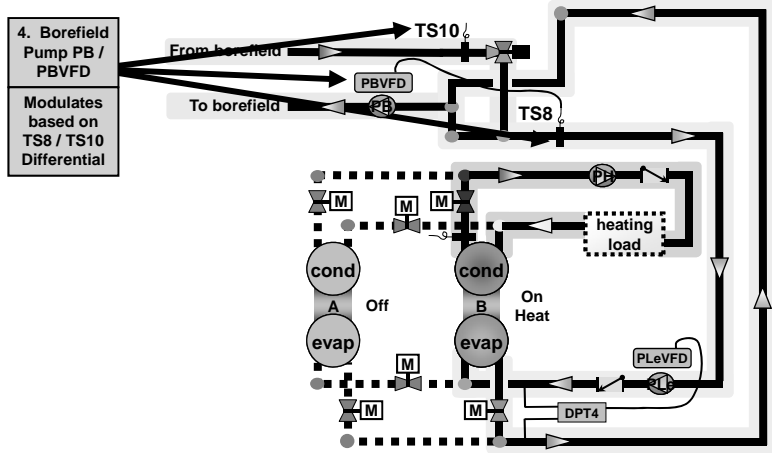 4. Borefield
Pump PB /
PBVFD
Modulates
based on
TS8 / TS10
Differential
TS10
From borefield
PBVFD
To borefield
PB
TS8
M
M
M
PH
heating
load
cond
cond
A
Off
B
On
Heat
evap
evap
PLeVFD
M
PLe
M
M
DPT4